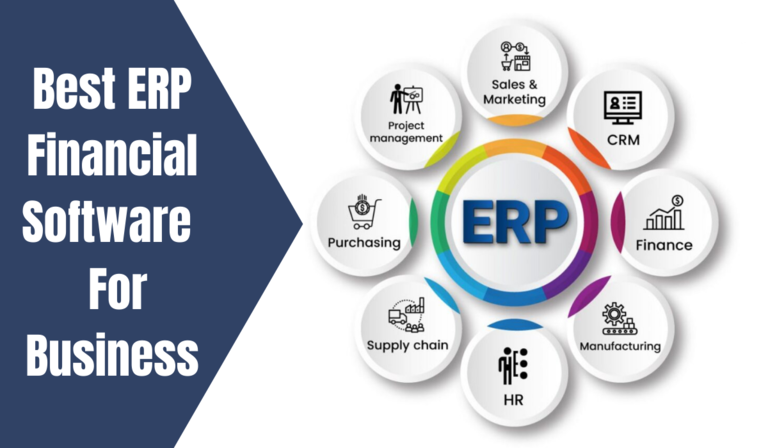 Best ERP
Financial
Software
For
Business
Sales &
Marketing
CRM
Finance
Manufacturing
HR
Supply chain
Purchasing
Project
management
ERP